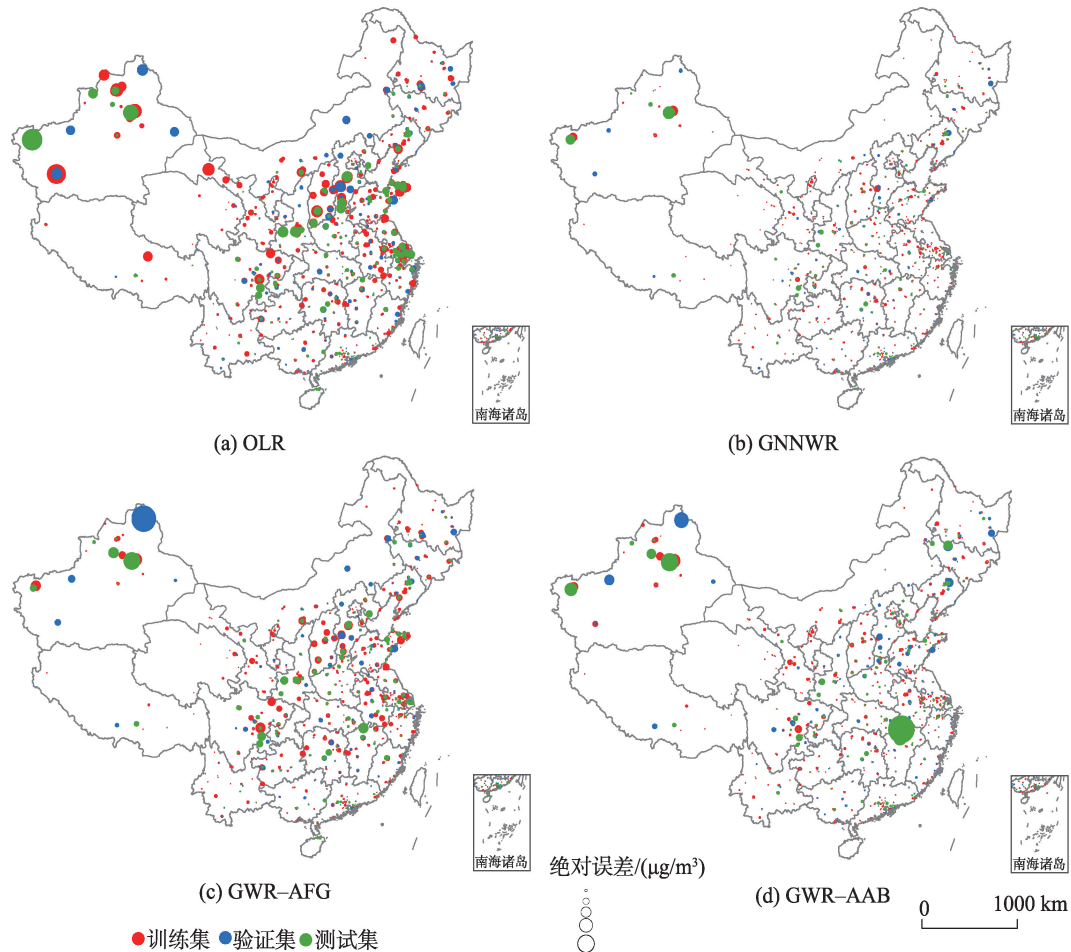 南海诸岛
南海诸岛
(a) OLR
(b) GNNWR
南海诸岛
南海诸岛
(c) GWR–AFG
绝对误差/(μg/m³)
(d) GWR–AAB
0
1000 km
训练集 验证集 测试集